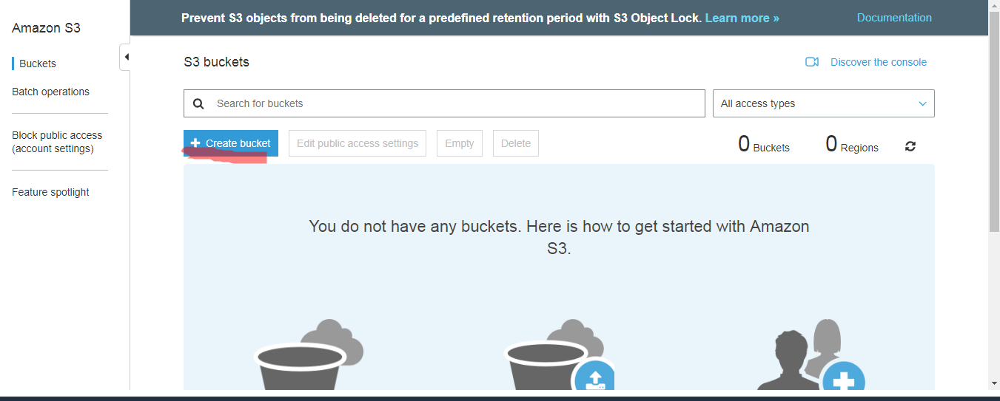 Amazon S3
Buckets
Batch operations
Block public access
(account settings)
Feature spotlight
Prevent S3 objects from being deleted for a predefined retention period with S3 Object Lock. Learn more »
Documentation
S3 buckets
Discover the console
Search for buckets
All access types
Create bucket
Edit public access settings
Empty
Delete
0 Buckets
0 Regions
You do not have any buckets. Here is how to get started with Amazon
S3.